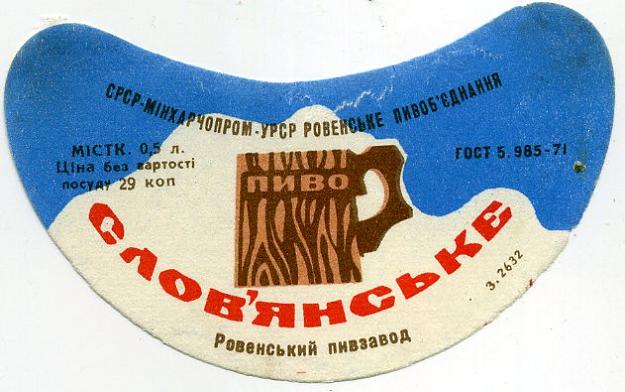 СРСР-МІНХАРЧОПРОМ-УРСР РОВЕНСЬКЕ ПИВОБ'ЄДНАННЯ
МІСТК. 0,5 л.
Ціна без вартості
посуду 29 коп
ГОСТ 5.985-71
ПИВО
СЛОВ'ЯНСЬКЕ
З. 2632
Ровенський пивзавод